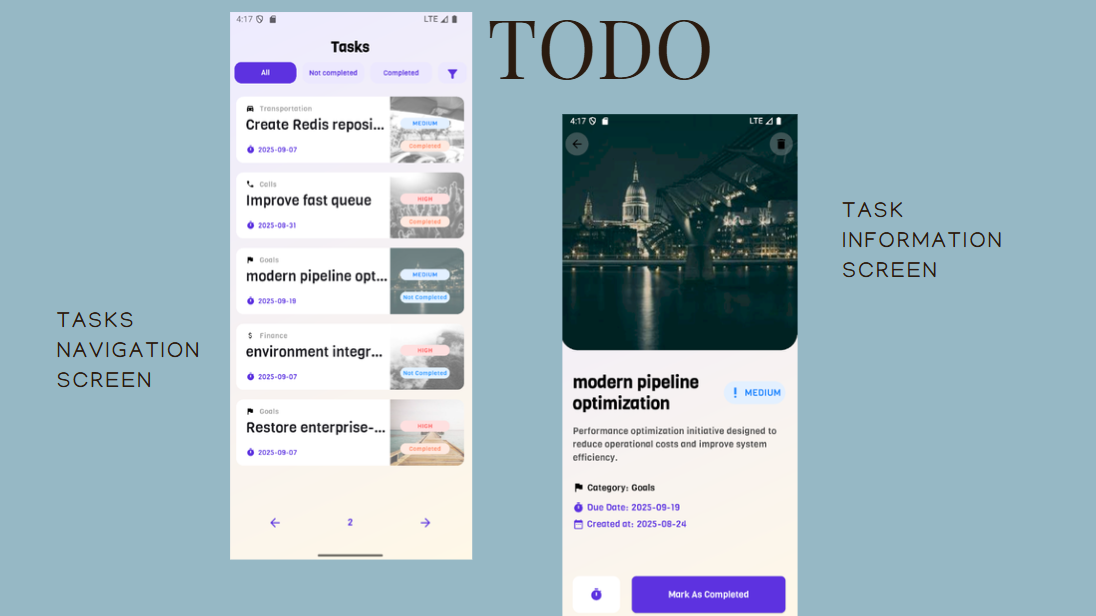 TODO
4:17 LTE
Tasks
All Not completed Completed
Transportation
Create Redis reposi...
MEDIUM
Completed
2025-09-07
Calls
Improve fast queue
HIGH
Completed
2025-08-31
Goals
modern pipeline opt...
MEDIUM
Not Completed
2025-09-19
Finance
environment integr...
HIGH
Not Completed
2025-09-07
Goals
Restore enterprise-...
HIGH
Completed
2025-09-07
2
TASKS
NAVIGATION
SCREEN
4:17 LTE
modern pipeline
optimization
MEDIUM
Performance optimization initiative designed to
reduce operational costs and improve system
efficiency.
Category: Goals
Due Date: 2025-09-19
Created at: 2025-08-24
Mark As Completed
TASK
INFORMATION
SCREEN